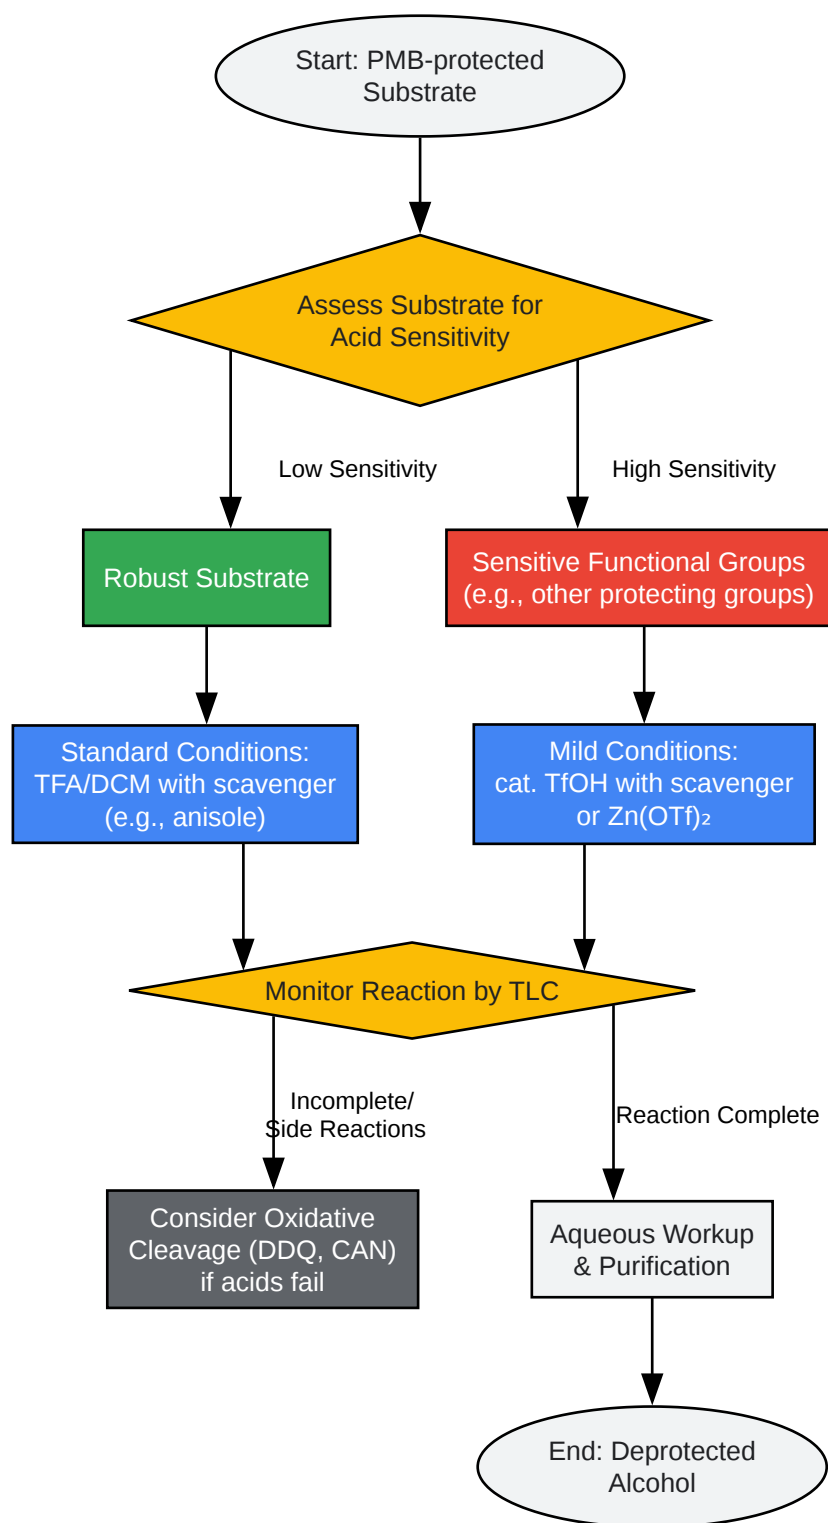 Start: PMB-protected
Substrate
Assess Substrate for
Acid Sensitivity
Low Sensitivity
High Sensitivity
Robust Substrate
Sensitive Functional Groups
(e.g., other protecting groups)
Standard Conditions:
TFA/DCM with scavenger
(e.g., anisole)
Mild Conditions:
cat. TfOH with scavenger
or Zn(OTf)₂
Monitor Reaction by TLC
Incomplete/
Side Reactions
Reaction Complete
Consider Oxidative
Cleavage (DDQ, CAN)
if acids fail
Aqueous Workup
& Purification
End: Deprotected
Alcohol